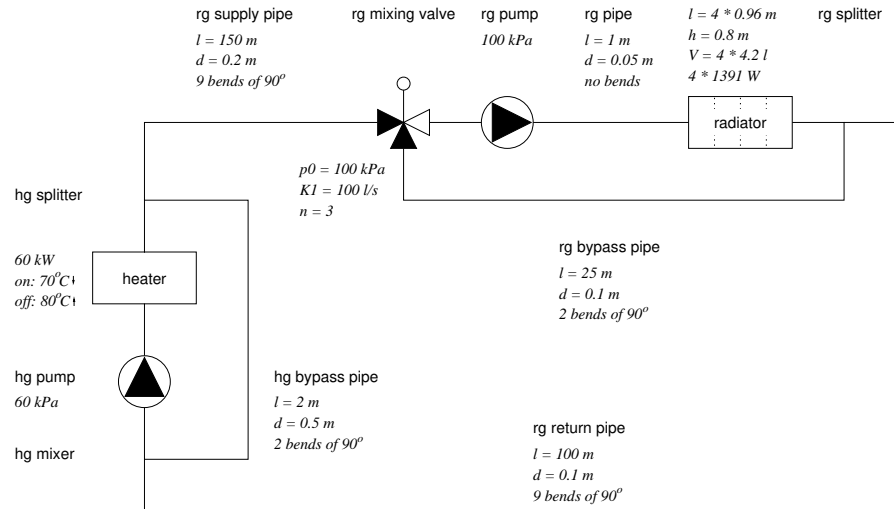 rg supply pipe
l = 150 m
d = 0.2 m
9 bends of 90°
rg mixing valve
rg pump
100 kPa
rg pipe
l = 1 m
d = 0.05 m
no bends
l = 4 * 0.96 m
h = 0.8 m
V = 4 * 4.2 l
4 * 1391 W
rg splitter
radiator
p0 = 100 kPa
K1 = 100 l/s
n = 3
hg splitter
60 kW
on: 70°C
off: 80°C
heater
rg bypass pipe
l = 25 m
d = 0.1 m
2 bends of 90°
hg pump
60 kPa
hg bypass pipe
l = 2 m
d = 0.5 m
2 bends of 90°
hg mixer
rg return pipe
l = 100 m
d = 0.1 m
9 bends of 90°